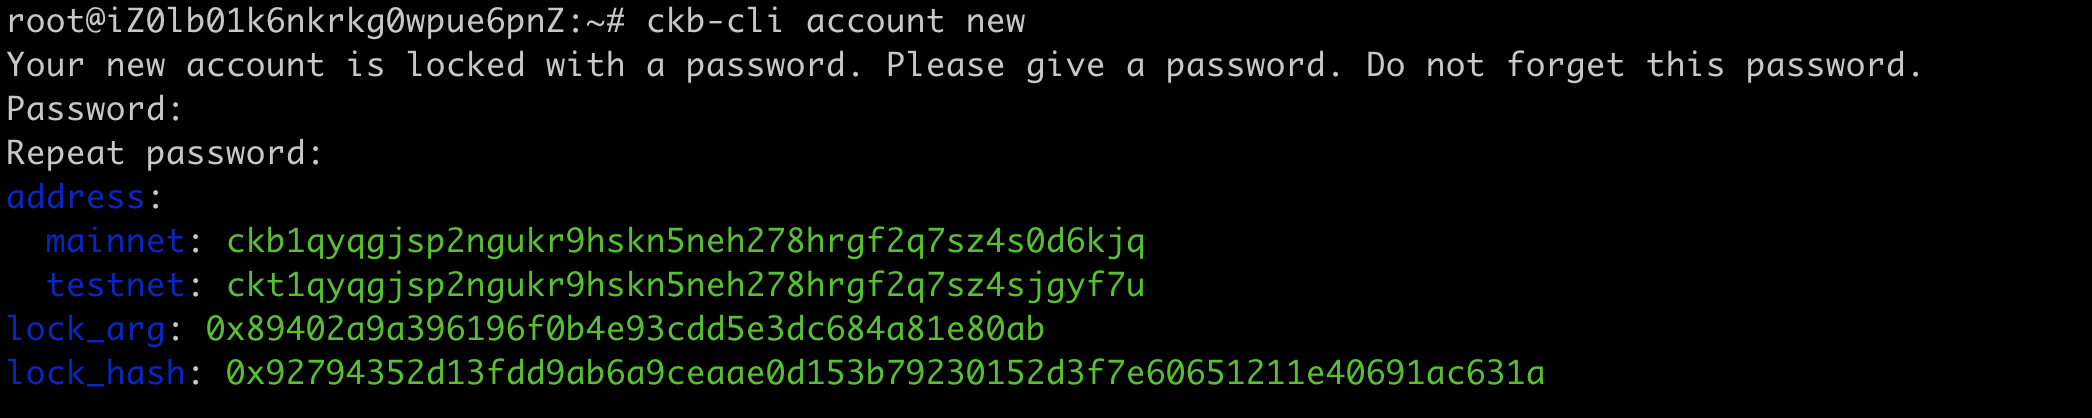 root@iZ0lb01k6nkrkg0wpue6pnZ:~# ckb-cli account new
Your new account is locked with a password. Please give a password. Do not forget this password.
Password:
Repeat password:
address:
  mainnet: ckb1qyqgjsp2ngukr9hskn5neh278hrgf2q7sz4s0d6kjq
  testnet: ckt1qyqgjsp2ngukr9hskn5neh278hrgf2q7sz4sjgyf7u
lock_arg: 0x89402a9a396196f0b4e93cdd5e3dc684a81e80ab
lock_hash: 0x92794352d13fdd9ab6a9ceaae0d153b79230152d3f7e60651211e40691ac631a